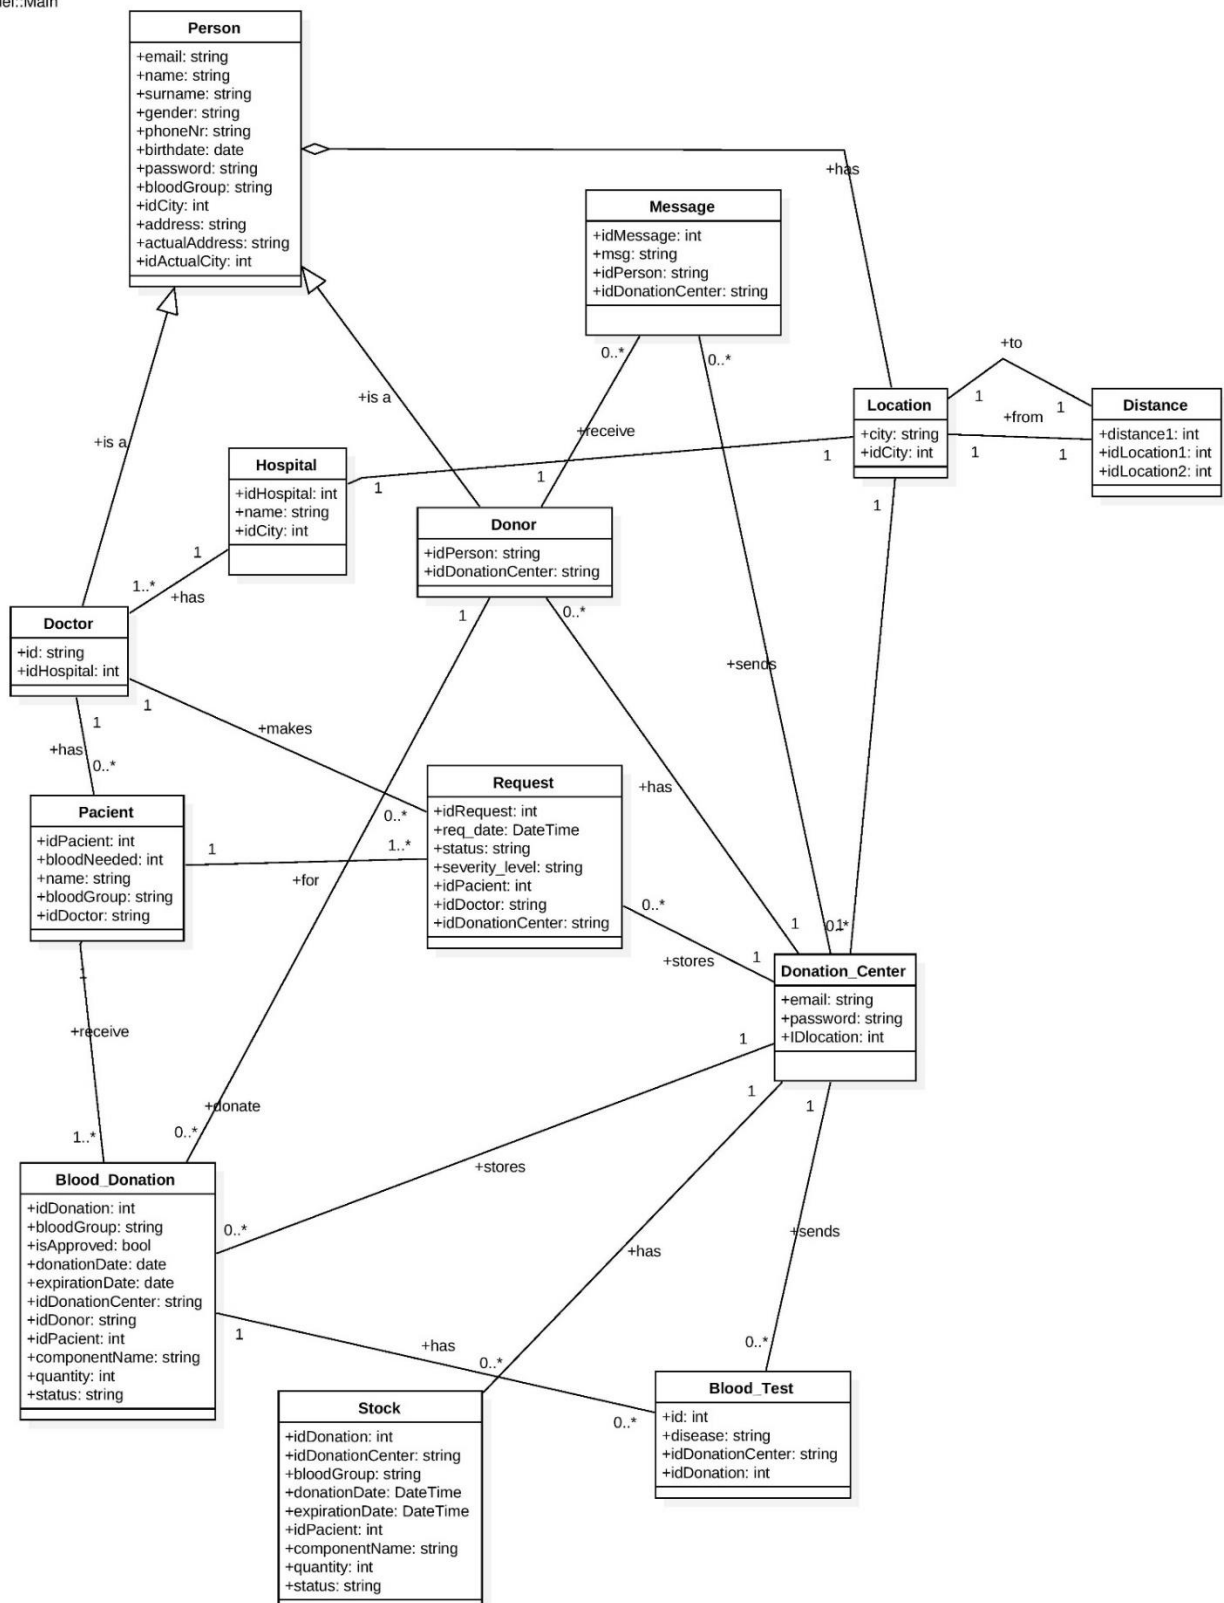 Person
+email: string
+name: string
+surname: string
+gender: string
+phoneNr: string
+birthdate: date
+password: string
+bloodGroup: string
+idCity: int
+address: string
+actualAddress: string
+idActualCity: int
+has
Message
+idMessage: int
+msg: string
+idPerson: string
+idDonationCenter: string
0..*
0..*
+to
1
1
+from
1
1
Location
+city: string
+idCity: int
Distance
+distance1: int
+idLocation1: int
+idLocation2: int
+is a
+is a
+receive
1
1
1
1
Hospital
+idHospital: int
+name: string
+idCity: int
Donor
+idPerson: string
+idDonationCenter: string
1
1..*
+has
1
0..*
Doctor
+id: string
+idHospital: int
+sends
1
1
+makes
+has
0..*
+has
0..*
1..*
1
+for
Pacient
+idPacient: int
+bloodNeeded: int
+name: string
+bloodGroup: string
+idDoctor: string
Request
+idRequest: int
+req_date: DateTime
+status: string
+severity_level: string
+idPacient: int
+idDoctor: string
+idDonationCenter: string
0..*
1
+stores
1
Donation_Center
+email: string
+password: string
+IDlocation: int
1
+receive
1
1
1
+donate
1..*
0..*
+stores
0..*
+sends
+has
Blood_Donation
+idDonation: int
+bloodGroup: string
+isApproved: bool
+donationDate: date
+expirationDate: date
+idDonationCenter: string
+idDonor: string
+idPacient: int
+componentName: string
+quantity: int
+status: string
1
+has
0..*
0..*
0..*
Stock
+idDonation: int
+idDonationCenter: string
+bloodGroup: string
+donationDate: DateTime
+expirationDate: DateTime
+idPacient: int
+componentName: string
+quantity: int
+status: string
Blood_Test
+id: int
+disease: string
+idDonationCenter: string
+idDonation: int